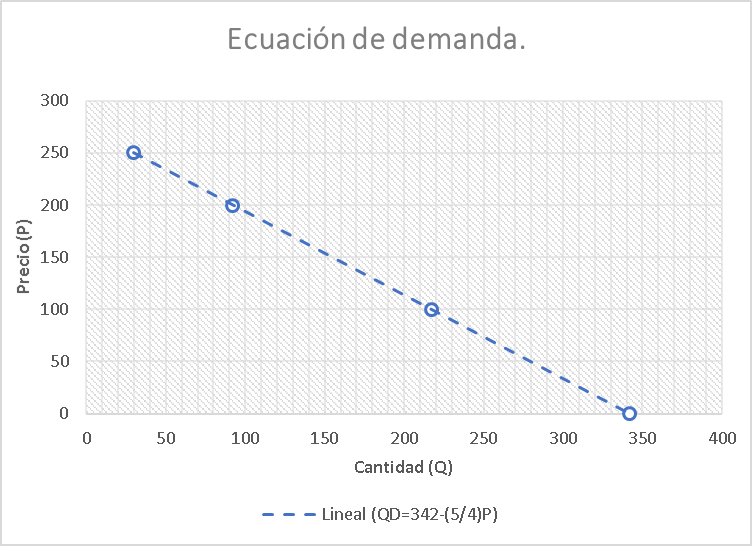 Ecuación de demanda.
300
250
200
150
100
50
0
Precio (P)
0 50 100 150 200 250 300 350 400
Cantidad (Q)
Lineal (QD=342-(5/4)P)